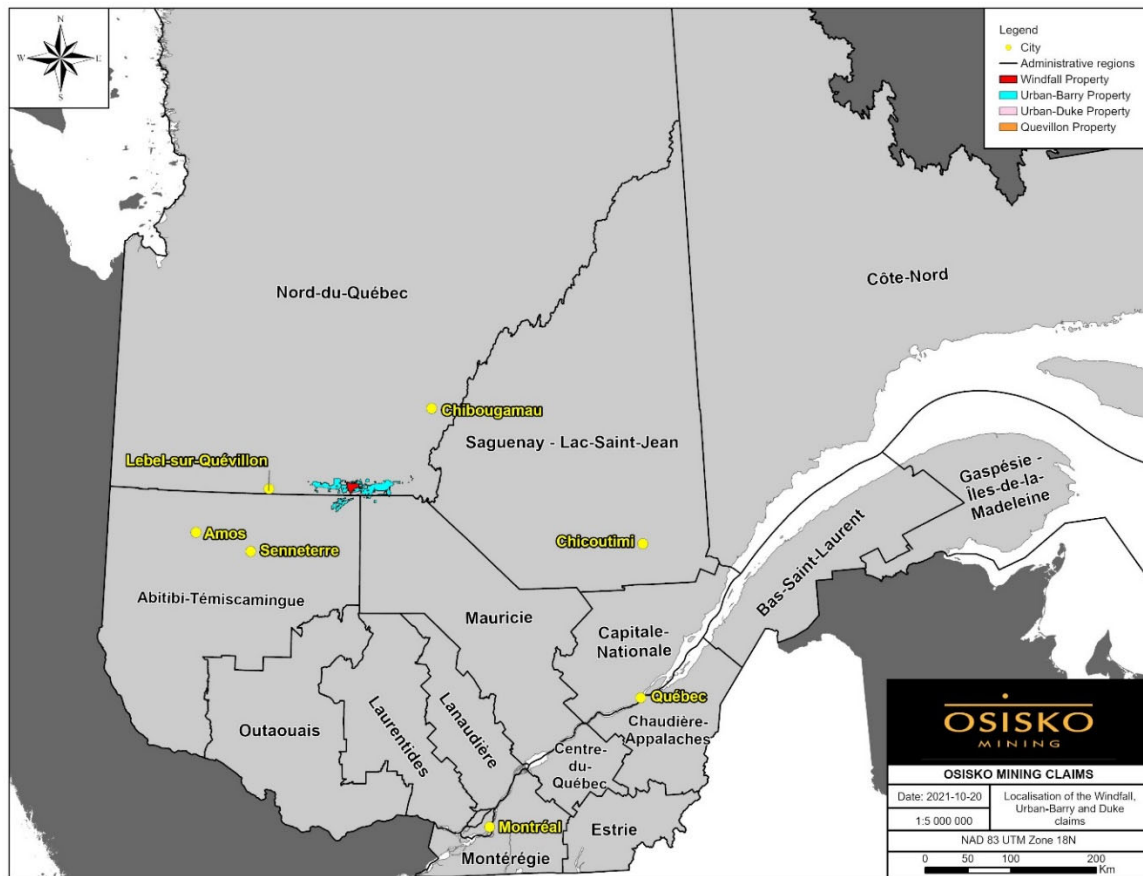 N
W E
S
Legend
City
Administrative regions
Windfall Property
Urban-Barry Property
Urban-Duke Property
Quevillon Property
Nord-du-Québec
Côte-Nord
Chibougamau
Saguenay - Lac-Saint-Jean
Lebel-sur-Quévillon
Gaspésie -
Îles-de-la-
Madeleine
Amos
Senneterre
Chicoutimi
Bas-Saint-Laurent
Abitibi-Témiscamingue
Mauricie
Capitale-
Nationale
Québec
Chaudière-
Appalaches
Outaouais
Laurentides
Lanaudière
Centre-
du-
Québec
Montréal
Estrie
Montérégie
OSISKO
MINING
OSISKO MINING CLAIMS
Date: 2021-10-20
1:5 000 000
Localisation of the Windfall,
Urban-Barry and Duke
claims
NAD 83 UTM Zone 18N
0 50 100 200
Km